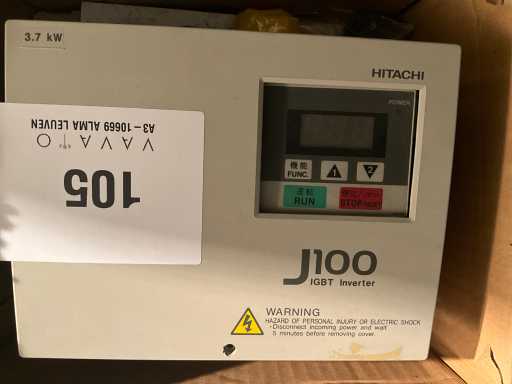 3.7 kW
HITACHI
POWER
機能
FUNC.
1
2
運転
RUN
停止/リセット
STOP/RESET
J100
IGBT Inverter
WARNING
HAZARD OF PERSONAL INJURY OR ELECTRIC SHOCK
・Disconnect incoming power and wait
5 minutes before removing cover.
105
VAVATO
A3-10669 ALMA LEUVEN